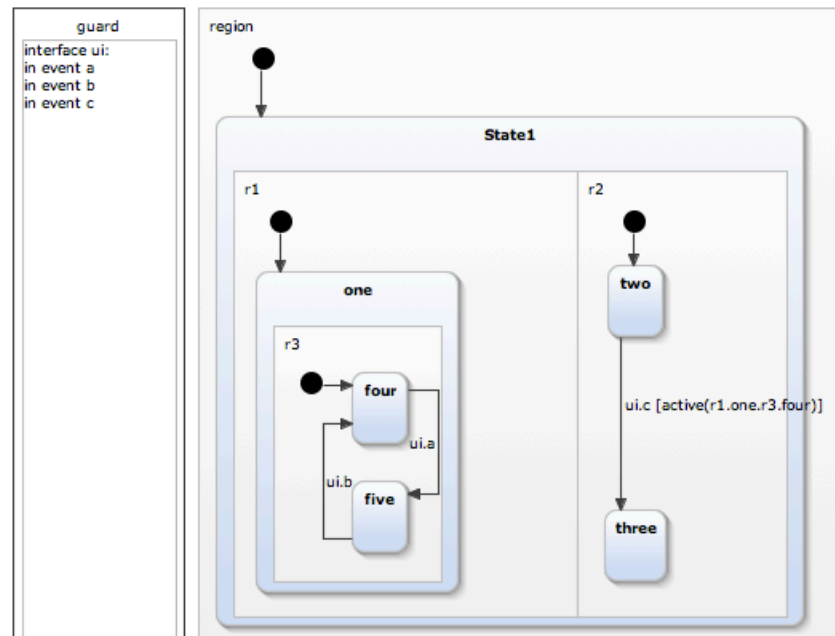 guard
interface ui:
in event a
in event b
in event c
region
State1
r1
r2
one
two
r3
four
ui.a
ui.b
five
ui.c [active(r1.one.r3.four)]
three